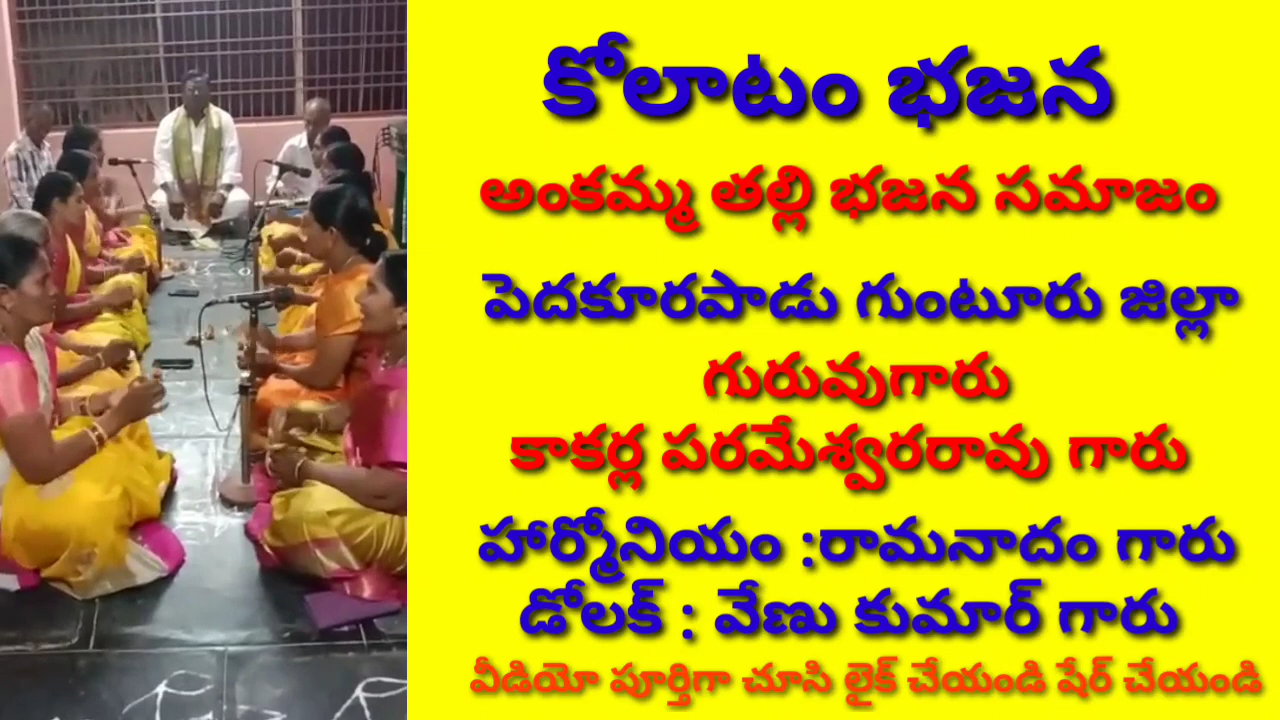 కోలాటం భజన
అంకమ్మ తల్లి భజన సమాజం
పెదకూరపాడు గుంటూరు జిల్లా
గురువుగారు
కాకర్ల పరమేశ్వరరావు గారు
హార్మోనియం :రామనాదం గారు
డోలక్ : వేణు కుమార్ గారు
వీడియో పూర్తిగా చూసి లైక్ చేయండి షేర్ చేయండి